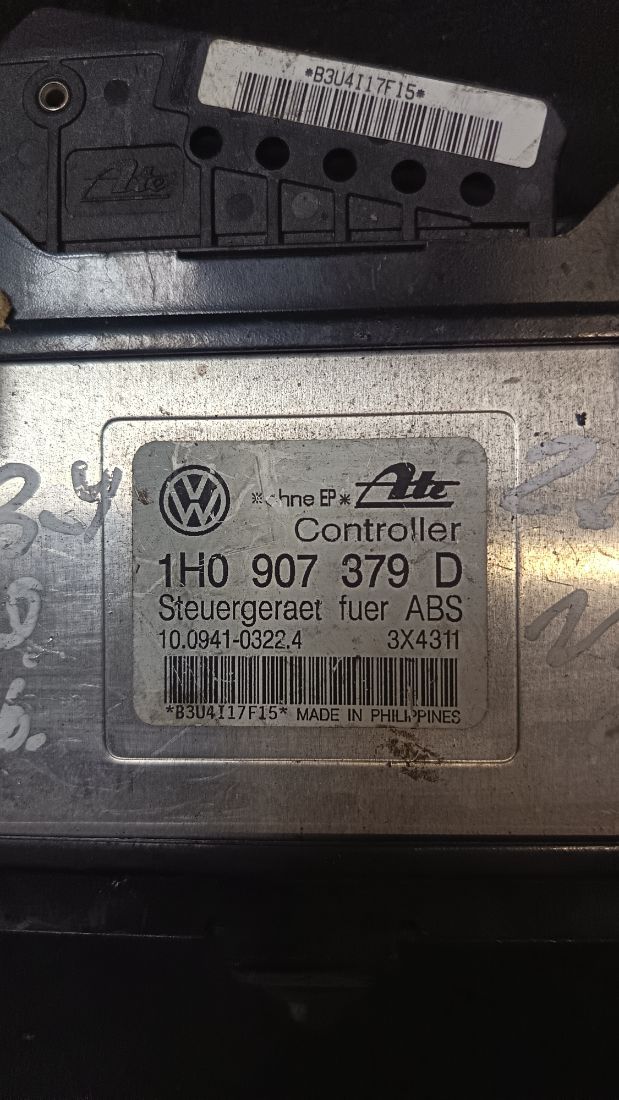 *B3U4I17F15*
Ate
*ohne EP* Ate
Controller
1H0 907 379 D
Steuergeraet fuer ABS
10.0941-0322.4 3X4311
*B3U4I17F15* MADE IN PHILIPPINES